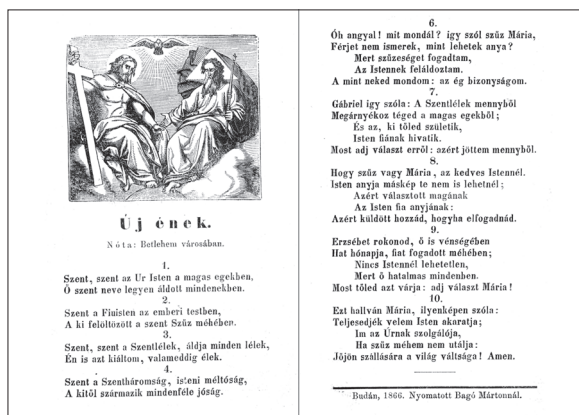 Új ének.
Nóta: Betlehem városában.
1.
Szent, szent az Ur Isten a magas egekben,
Ő szent neve legyen áldott mindenekben.
2.
Szent a Fiuisten az emberi testben,
A ki felöltözött a szent Szűz méhében.
3.
Szent, szent a Szentlélek, áldja minden lélek,
Én is azt kiáltom, valameddig élek.
4.
Szent a Szentháromság, isteni méltóság,
A kitől származik mindenféle jóság.
6.
Óh angyal! mit mondál? igy szól szűz Mária,
Férjet nem ismerek, mint lehetek anya?
Mert szűzeséget fogadtam,
Az Istennek feláldoztam.
A mint neked mondom: az ég bizonyságom.
7.
Gábriel igy szóla: A Szentlélek mennyből
Megárnyékoz téged a magas egekből;
És az, ki tőled születik,
Isten fiának hivatik.
Most adj választ erről: azért jöttem mennyből.
8.
Hogy szűz vagy Mária, az kedves Istennél.
Isten anyja máskép te nem is lehetnél;
Azért választott magának
Az Isten fia anyjának:
Azért küldött hozzád, hogyha elfogadnád.
9.
Erzsébet rokonod, ő is vénségében
Hat hónapja, fiat fogadott méhében;
Nincs Istennél lehetetlen,
Mert ő hatalmas mindenben.
Most tőled azt várja: adj választ Mária!
10.
Ezt hallván Mária, ilyenképen szóla:
Teljesedjék velem Isten akaratja;
Im az Úrnak szolgálója,
Ha szűz méhem nem utálja:
Jőjön szállására a világ váltsága! Amen.
Budán, 1866. Nyomatott Bagó Mártonnál.